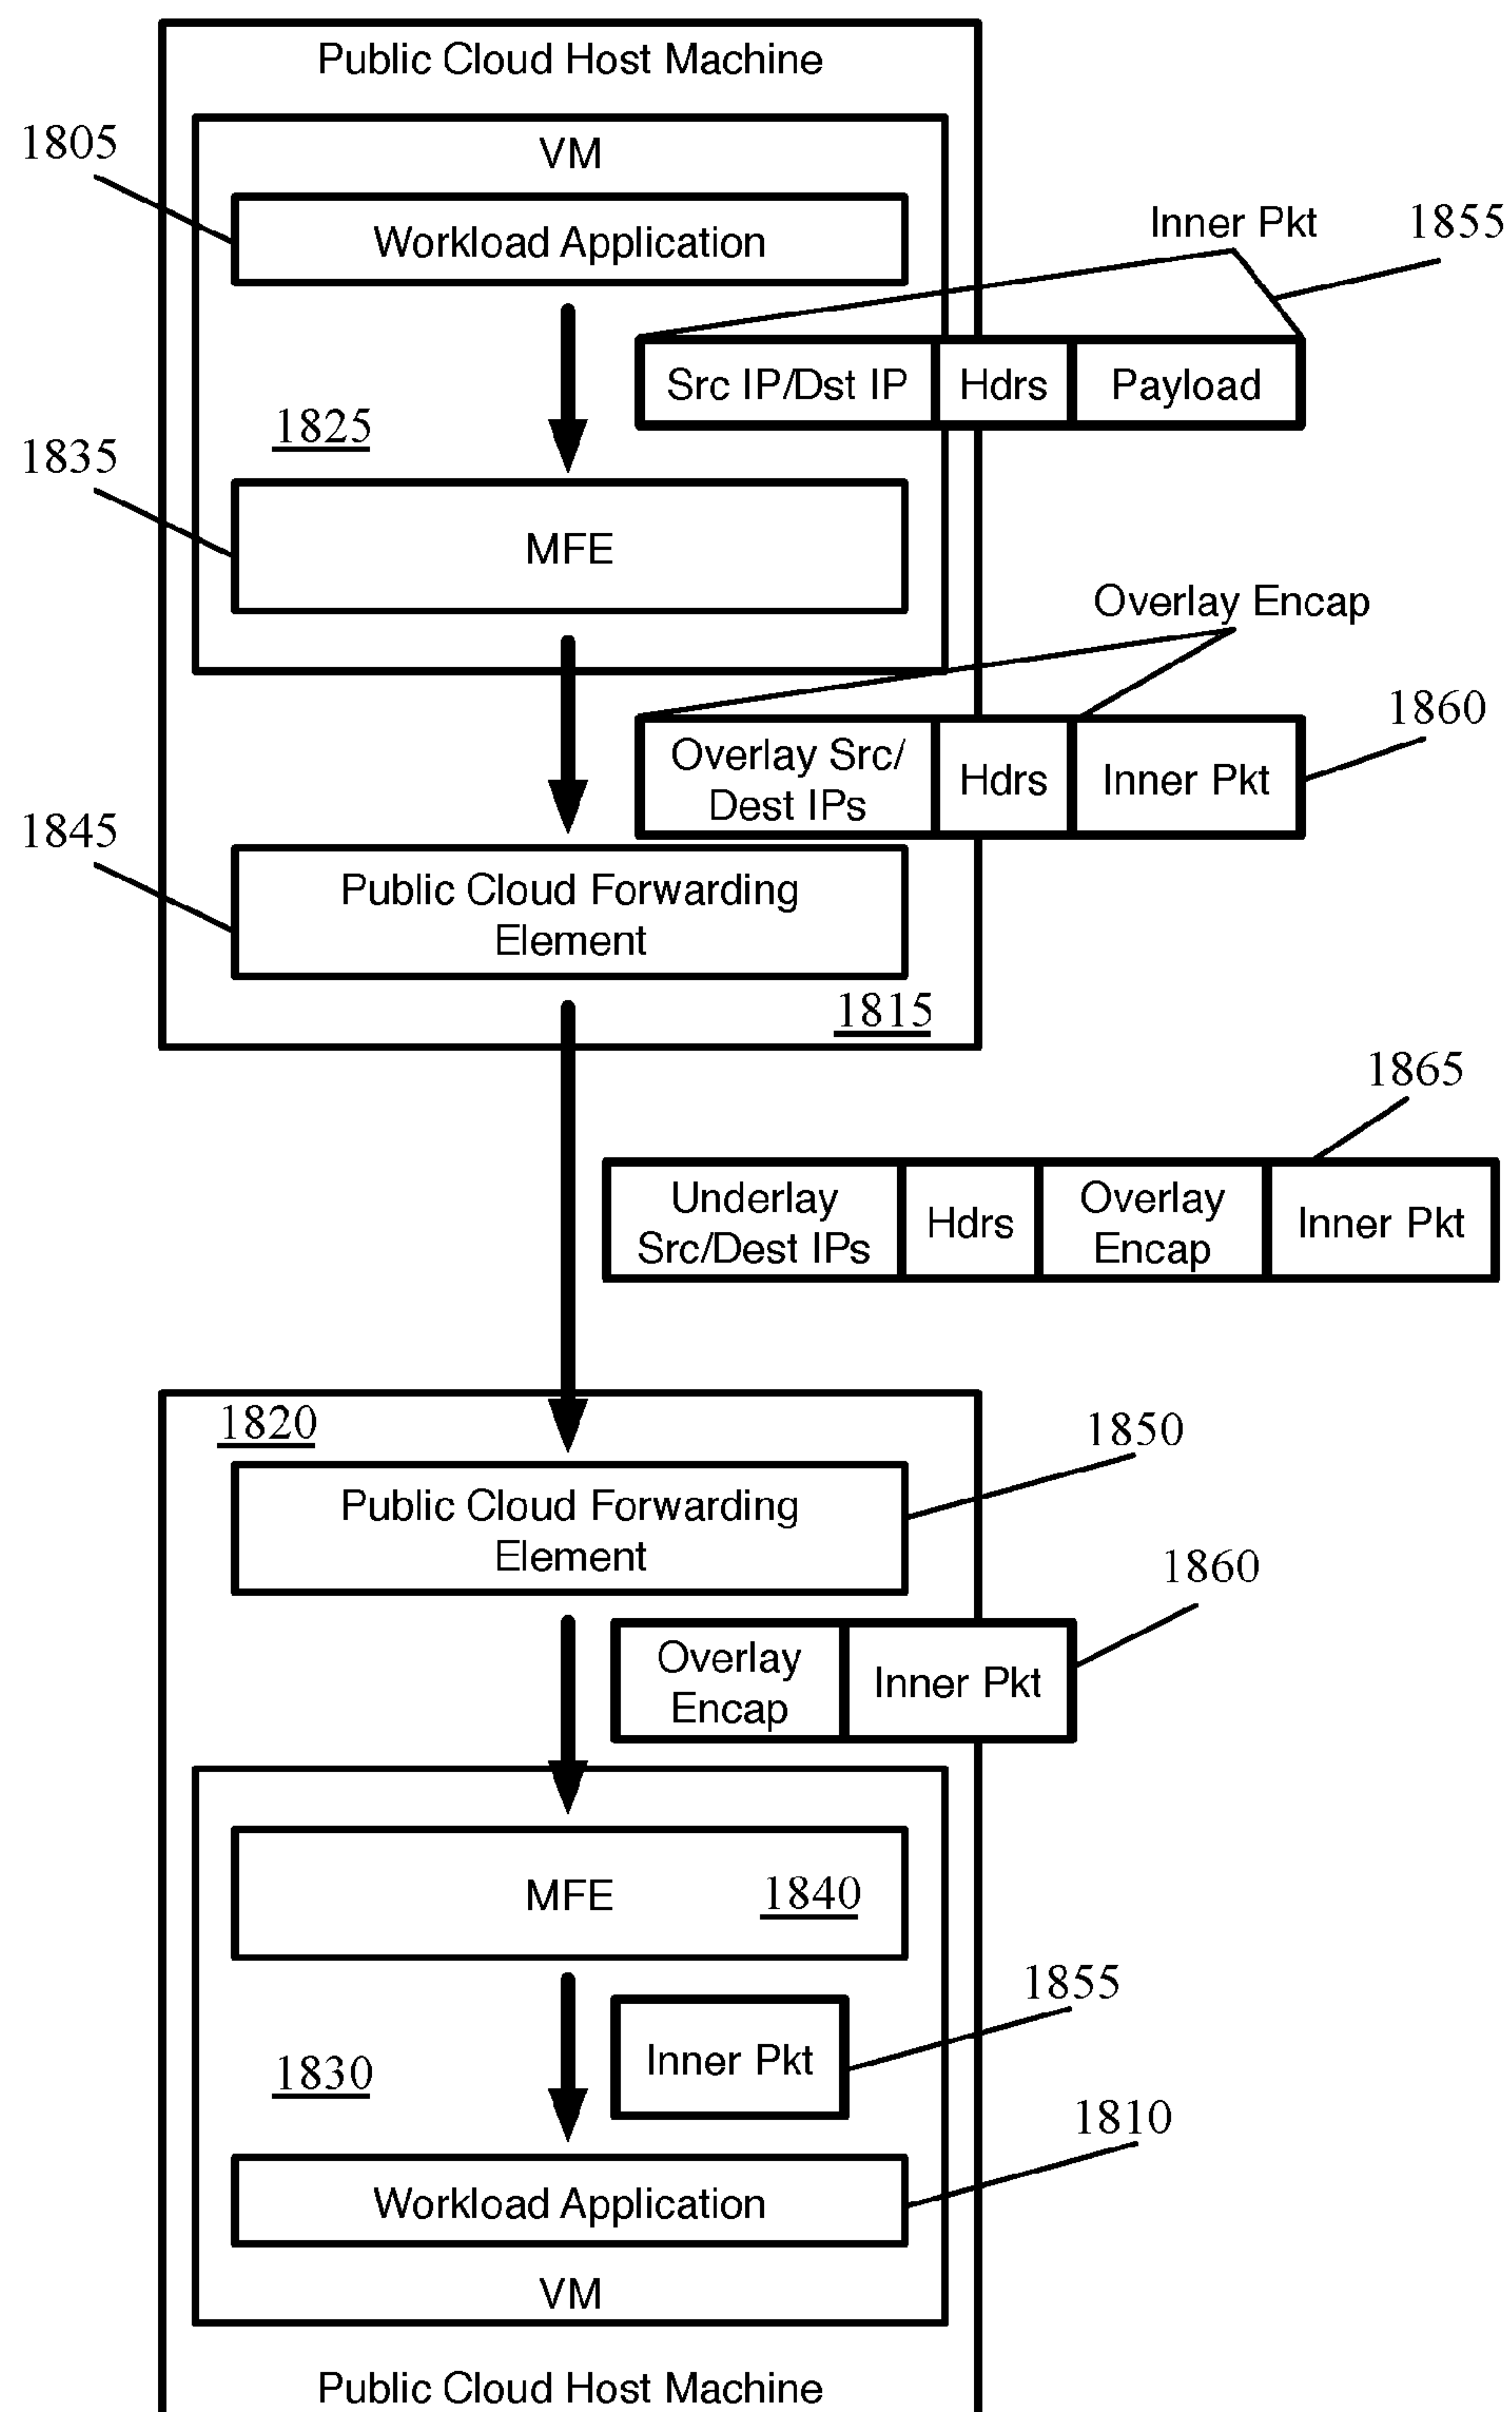 Public Cloud Host Machine
1805
VM
Workload Application
Inner Pkt
1855
Src IP/Dst IP
Hdrs
Payload
1825
1835
MFE
Overlay Encap
1860
Overlay Src/
Dest IPs
Hdrs
Inner Pkt
1845
Public Cloud Forwarding
Element
1815
1865
Underlay
Src/Dest IPs
Hdrs
Overlay
Encap
Inner Pkt
1820
1850
Public Cloud Forwarding
Element
1860
Overlay
Encap
Inner Pkt
MFE
1840
1855
Inner Pkt
1830
1810
Workload Application
VM
Public Cloud Host Machine